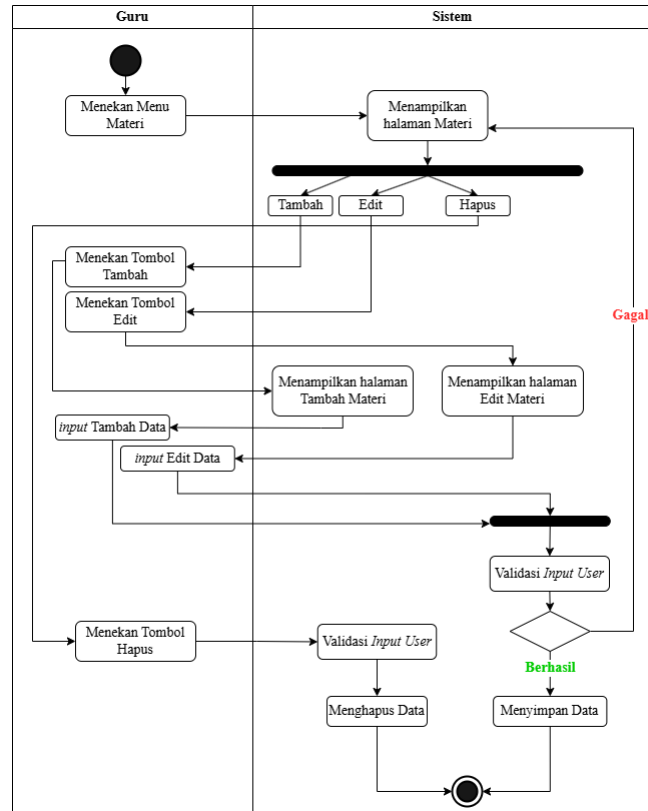 Guru
Sistem
Menekan Menu
Materi
Menampilkan
halaman Materi
Tambah
Edit
Hapus
Menekan Tombol
Tambah
Menekan Tombol
Edit
Gagal
Menampilkan halaman
Tambah Materi
Menampilkan halaman
Edit Materi
input Tambah Data
input Edit Data
Validasi Input User
Menekan Tombol
Hapus
Validasi Input User
Berhasil
Menghapus Data
Menyimpan Data